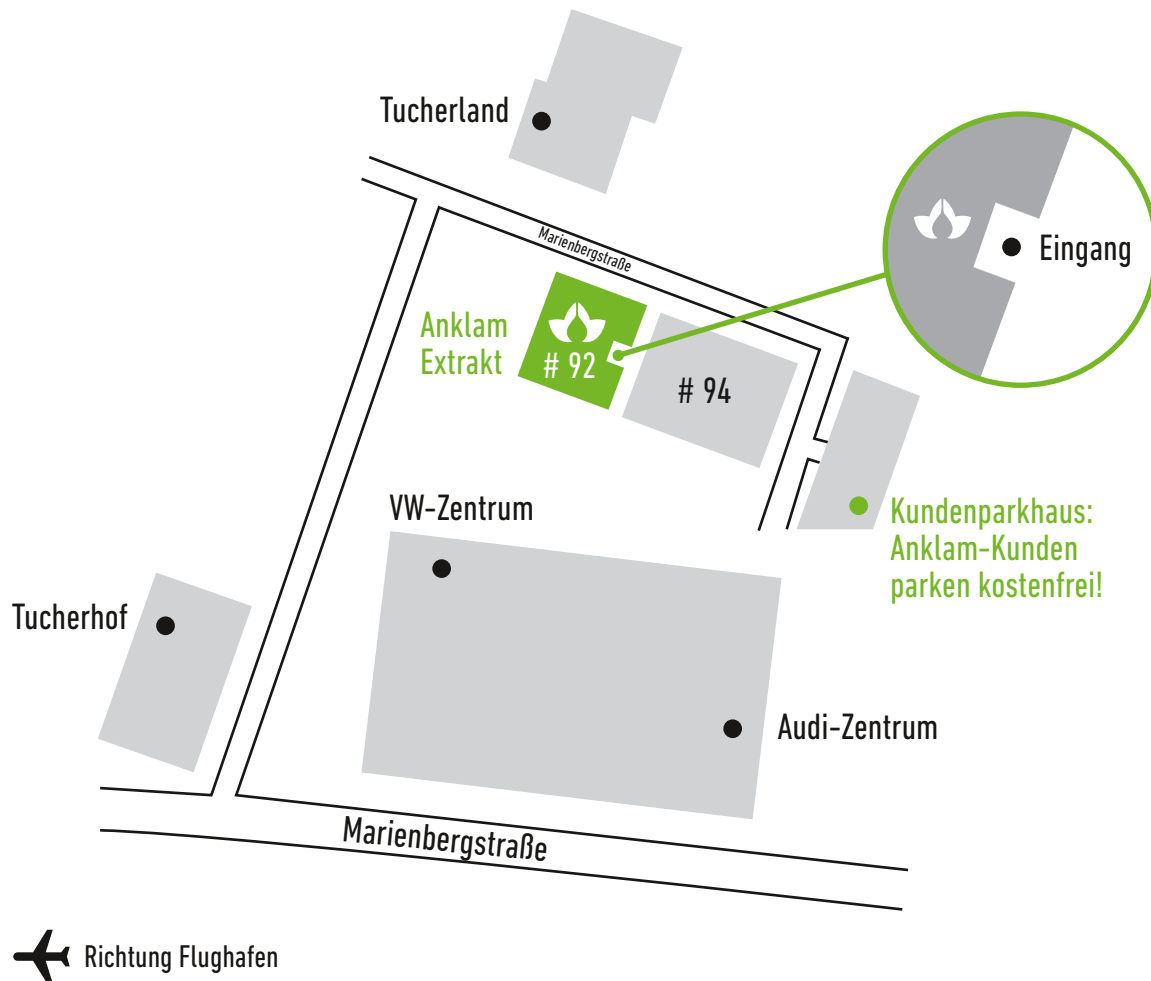 Tucherland
Marienbergstraße
Eingang
Anklam
Extrakt
# 92
# 94
VW-Zentrum
Kundenparkhaus:
Anklam-Kunden
parken kostenfrei!
Tucherhof
Audi-Zentrum
Marienbergstraße
Richtung Flughafen